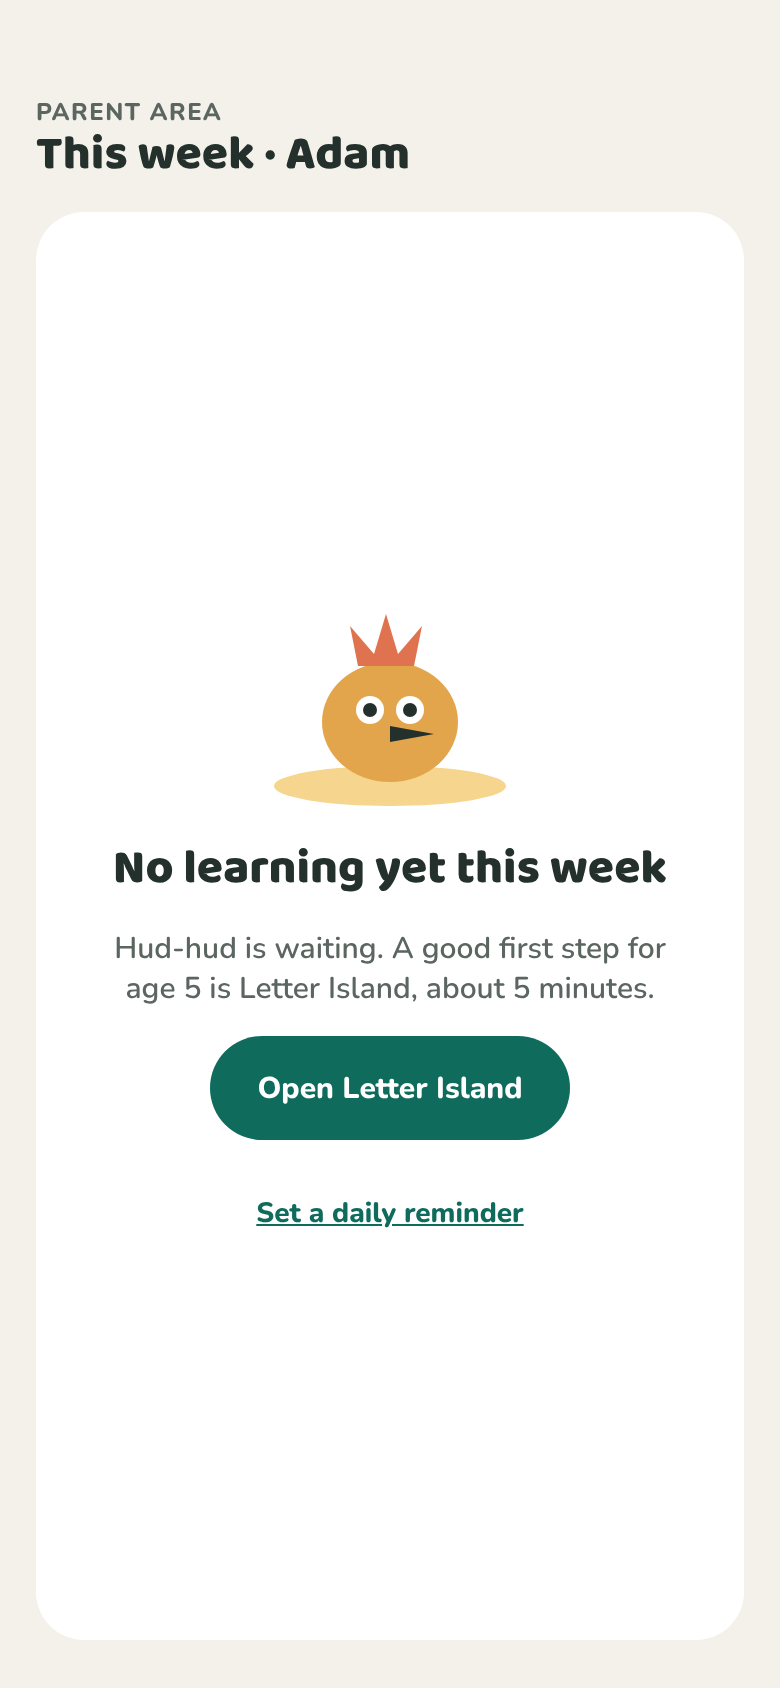 PARENT AREA
This week · Adam
No learning yet this week
Hud-hud is waiting. A good first step for
age 5 is Letter Island, about 5 minutes.
Open Letter Island
Set a daily reminder